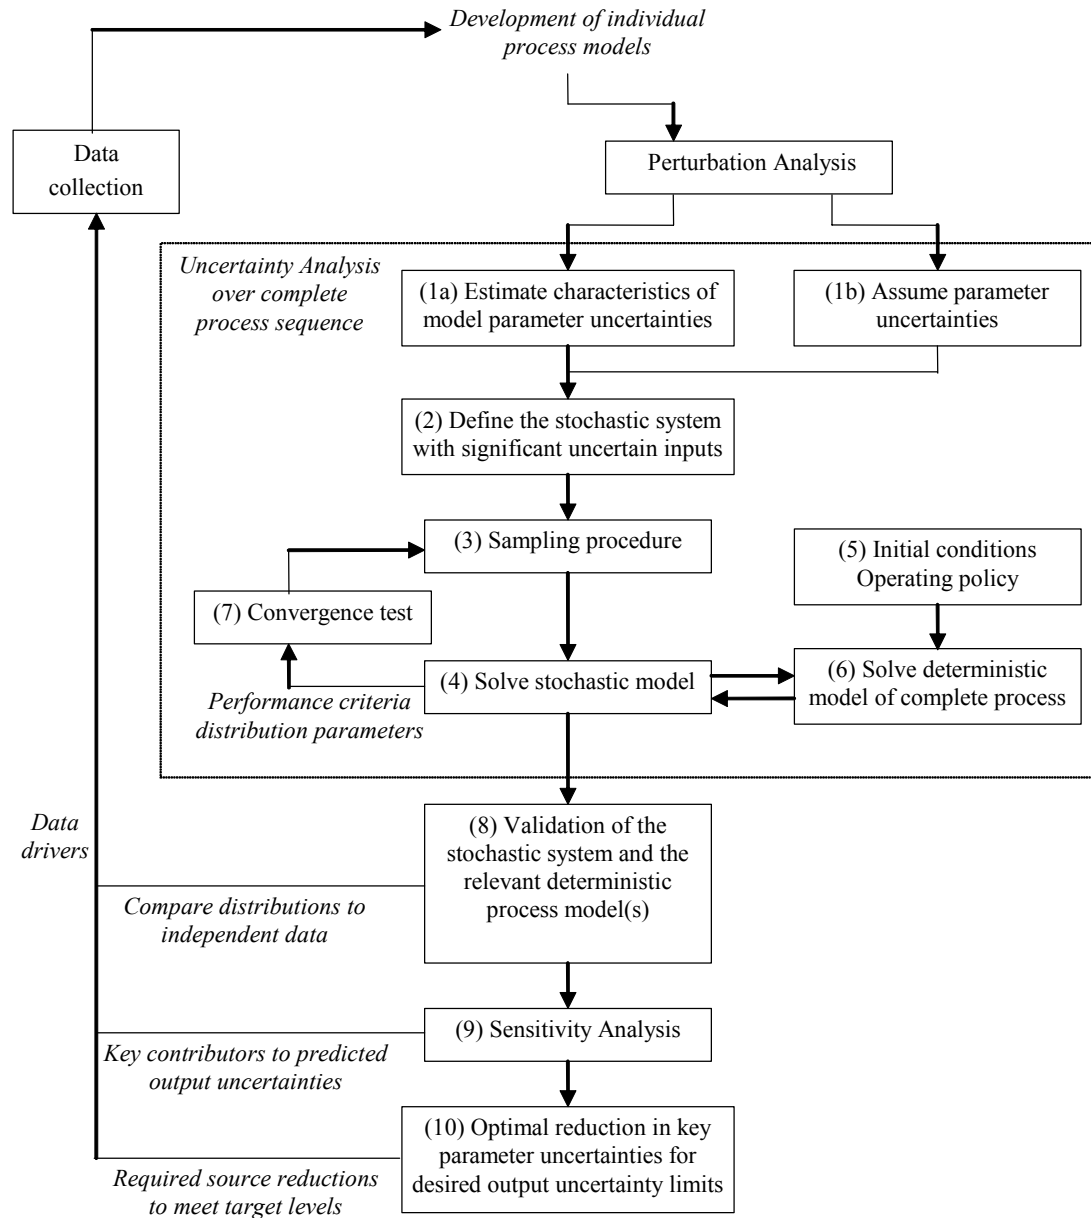 Development of individual
process models
Data
collection
Perturbation Analysis
Uncertainty Analysis
over complete
process sequence
(1a) Estimate characteristics of
model parameter uncertainties
(1b) Assume parameter
uncertainties
(2) Define the stochastic system
with significant uncertain inputs
(3) Sampling procedure
(5) Initial conditions
Operating policy
(7) Convergence test
(4) Solve stochastic model
(6) Solve deterministic
model of complete process
Performance criteria
distribution parameters
Data
drivers
(8) Validation of the
stochastic system and the
relevant deterministic
process model(s)
Compare distributions to
independent data
(9) Sensitivity Analysis
Key contributors to predicted
output uncertainties
(10) Optimal reduction in key
parameter uncertainties for
desired output uncertainty limits
Required source reductions
to meet target levels